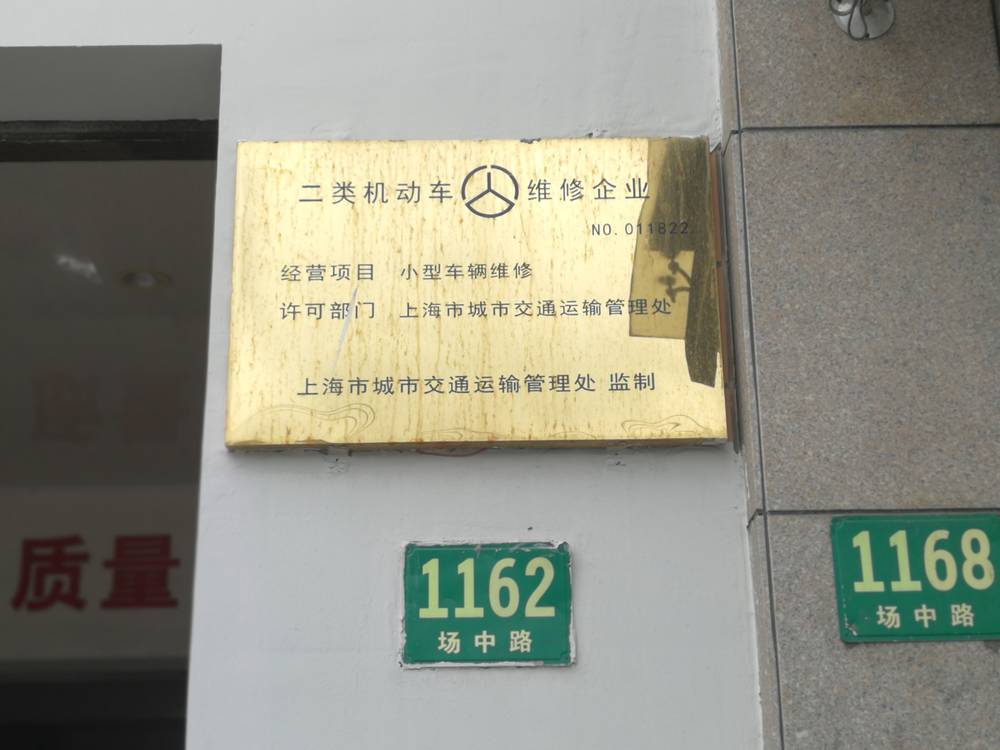 二类机动车 维修企业
NO.011822
经营项目 小型车辆维修
许可部门 上海市城市交通运输管理处
上海市城市交通运输管理处 监制
质量
1162
场中路
1168
场中路